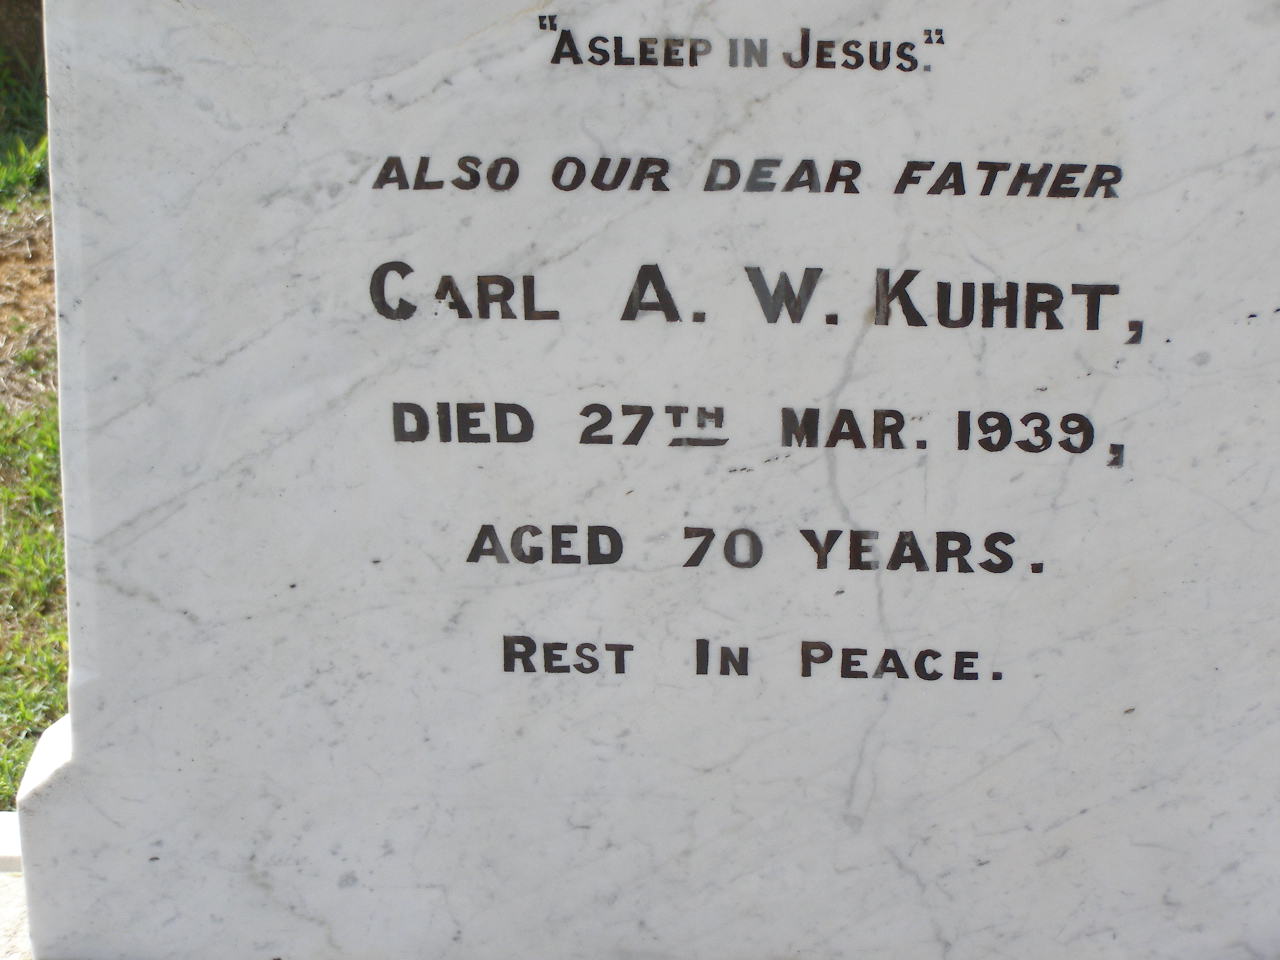 "ASLEEP IN JESUS."
ALSO OUR DEAR FATHER
CARL A. W. KUHRT,
DIED 27TH MAR. 1939,
AGED 70 YEARS.
REST IN PEACE.